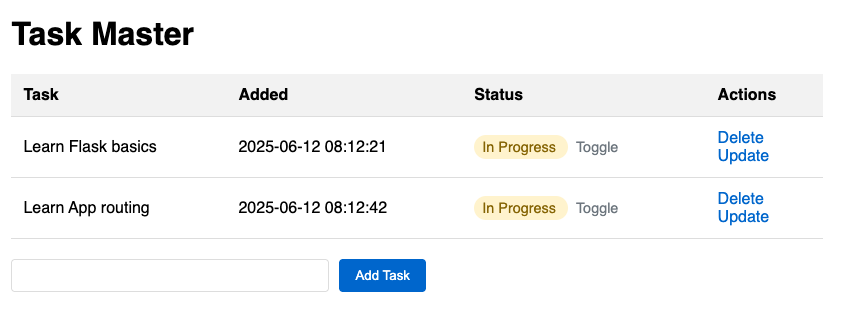 Task Master
Task Added Status Actions
Learn Flask basics 2025-06-12 08:12:21 In Progress Toggle Delete
Update
Learn App routing 2025-06-12 08:12:42 In Progress Toggle Delete
Update
Add Task